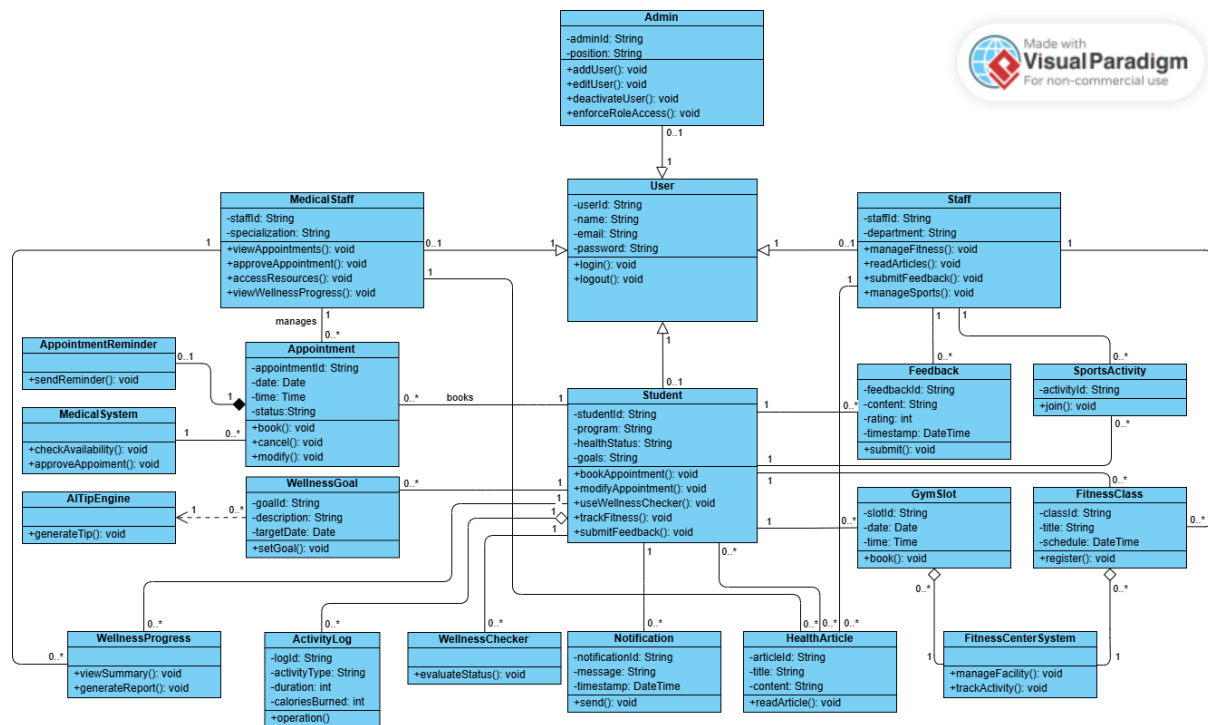 Admin
-adminId: String
-position: String
+addUser(): void
+editUser(): void
+deactivateUser(): void
+enforceRoleAccess(): void
Made with
VisualParadigm
For non-commercial use
0..1
1
MedicalStaff
-staffId: String
-specialization: String
+viewAppointments(): void
+approveAppointment(): void
+accessResources(): void
+viewWellnessProgress(): void
1
0..1
1
1
User
-userId: String
-name: String
-email: String
-password: String
+login(): void
+logout(): void
1
0..1
1
0..1
Staff
-staffId: String
-department: String
+manageFitness(): void
+readArticles(): void
+submitFeedback(): void
+manageSports(): void
1
1
1
1
manages
1
0..*
AppointmentReminder
+sendReminder(): void
0..1
1
MedicalSystem
+checkAvailability(): void
+approveAppoiment(): void
1
0..*
Appointment
-appointmentId: String
-date: Date
-time: Time
-status:String
+book(): void
+cancel(): void
+modify(): void
0..*
books
1
Student
-studentId: String
-program: String
-healthStatus: String
-goals: String
+bookAppointment(): void
+modifyAppointment(): void
+useWellnessChecker(): void
+trackFitness(): void
+submitFeedback(): void
0..*
Feedback
-feedbackId: String
-content: String
-rating: int
-timestamp: DateTime
+submit(): void
1
0..*
0..*
SportsActivity
-activityId: String
+join(): void
0..*
1
1
AITipEngine
+generateTip(): void
1
0..*
WellnessGoal
-goalId: String
-description: String
-targetDate: Date
+setGoal(): void
0..*
1
1
1
1
1
0..*
GymSlot
-slotId: String
-date: Date
-time: Time
+book(): void
0..*
0..*
FitnessClass
-classId: String
-title: String
-schedule: DateTime
+register(): void
0..*
0..*
1
0..*
0..*
0..*
WellnessProgress
+viewSummary(): void
+generateReport(): void
0..*
ActivityLog
-logId: String
-activityType: String
-duration: int
-caloriesBurned: int
+operation()
0..*
WellnessChecker
+evaluateStatus(): void
0..*
Notification
-notificationId: String
-message: String
-timestamp: DateTime
+send(): void
0..*
0..*
0..*
HealthArticle
-articleId: String
-title: String
-content: String
+readArticle(): void
1
1
FitnessCenterSystem
+manageFacility(): void
+trackActivity(): void